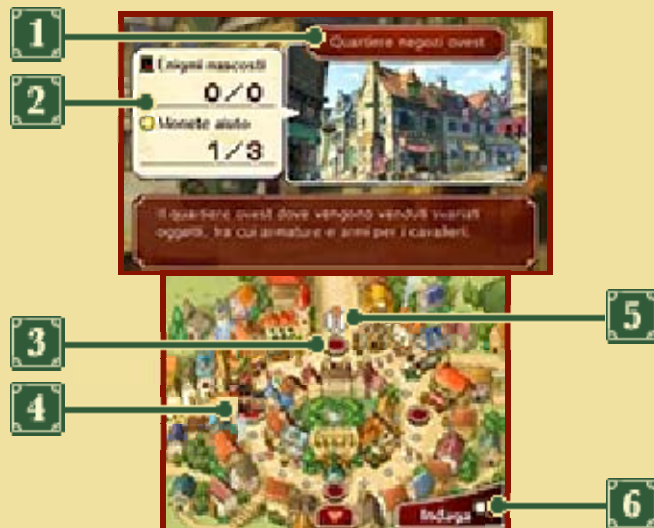 1
Quartiere negozi ovest
2
Enigmi nascosti
0/0
Monete aiuto
1/3
Il quartiere ovest dove vengono venduti svariati
oggetti, tra cui armature e armi per i cavalieri.
3
4
5
6
Indaga